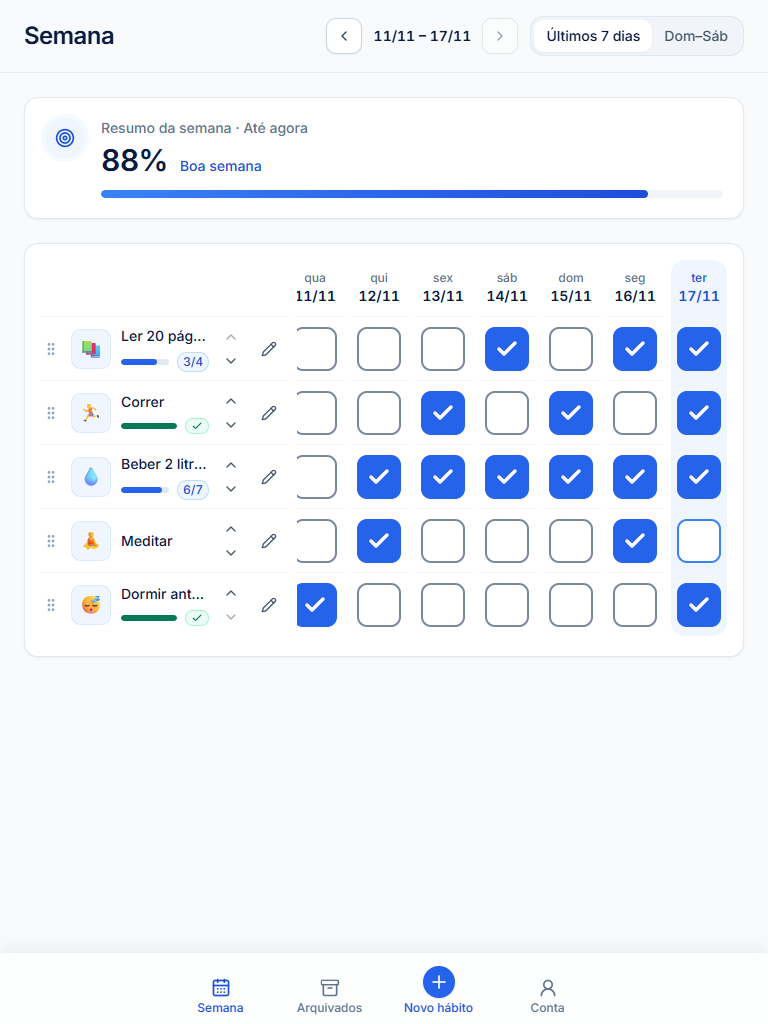 Semana
11/11 – 17/11
Últimos 7 dias
Dom–Sáb
Resumo da semana · Até agora
88% Boa semana
qua qui sex sáb dom seg ter
11/11 12/11 13/11 14/11 15/11 16/11 17/11
Ler 20 pág...
3/4
Correr
Beber 2 litr...
6/7
Meditar
Dormir ant...
Semana
Arquivados
Novo hábito
Conta